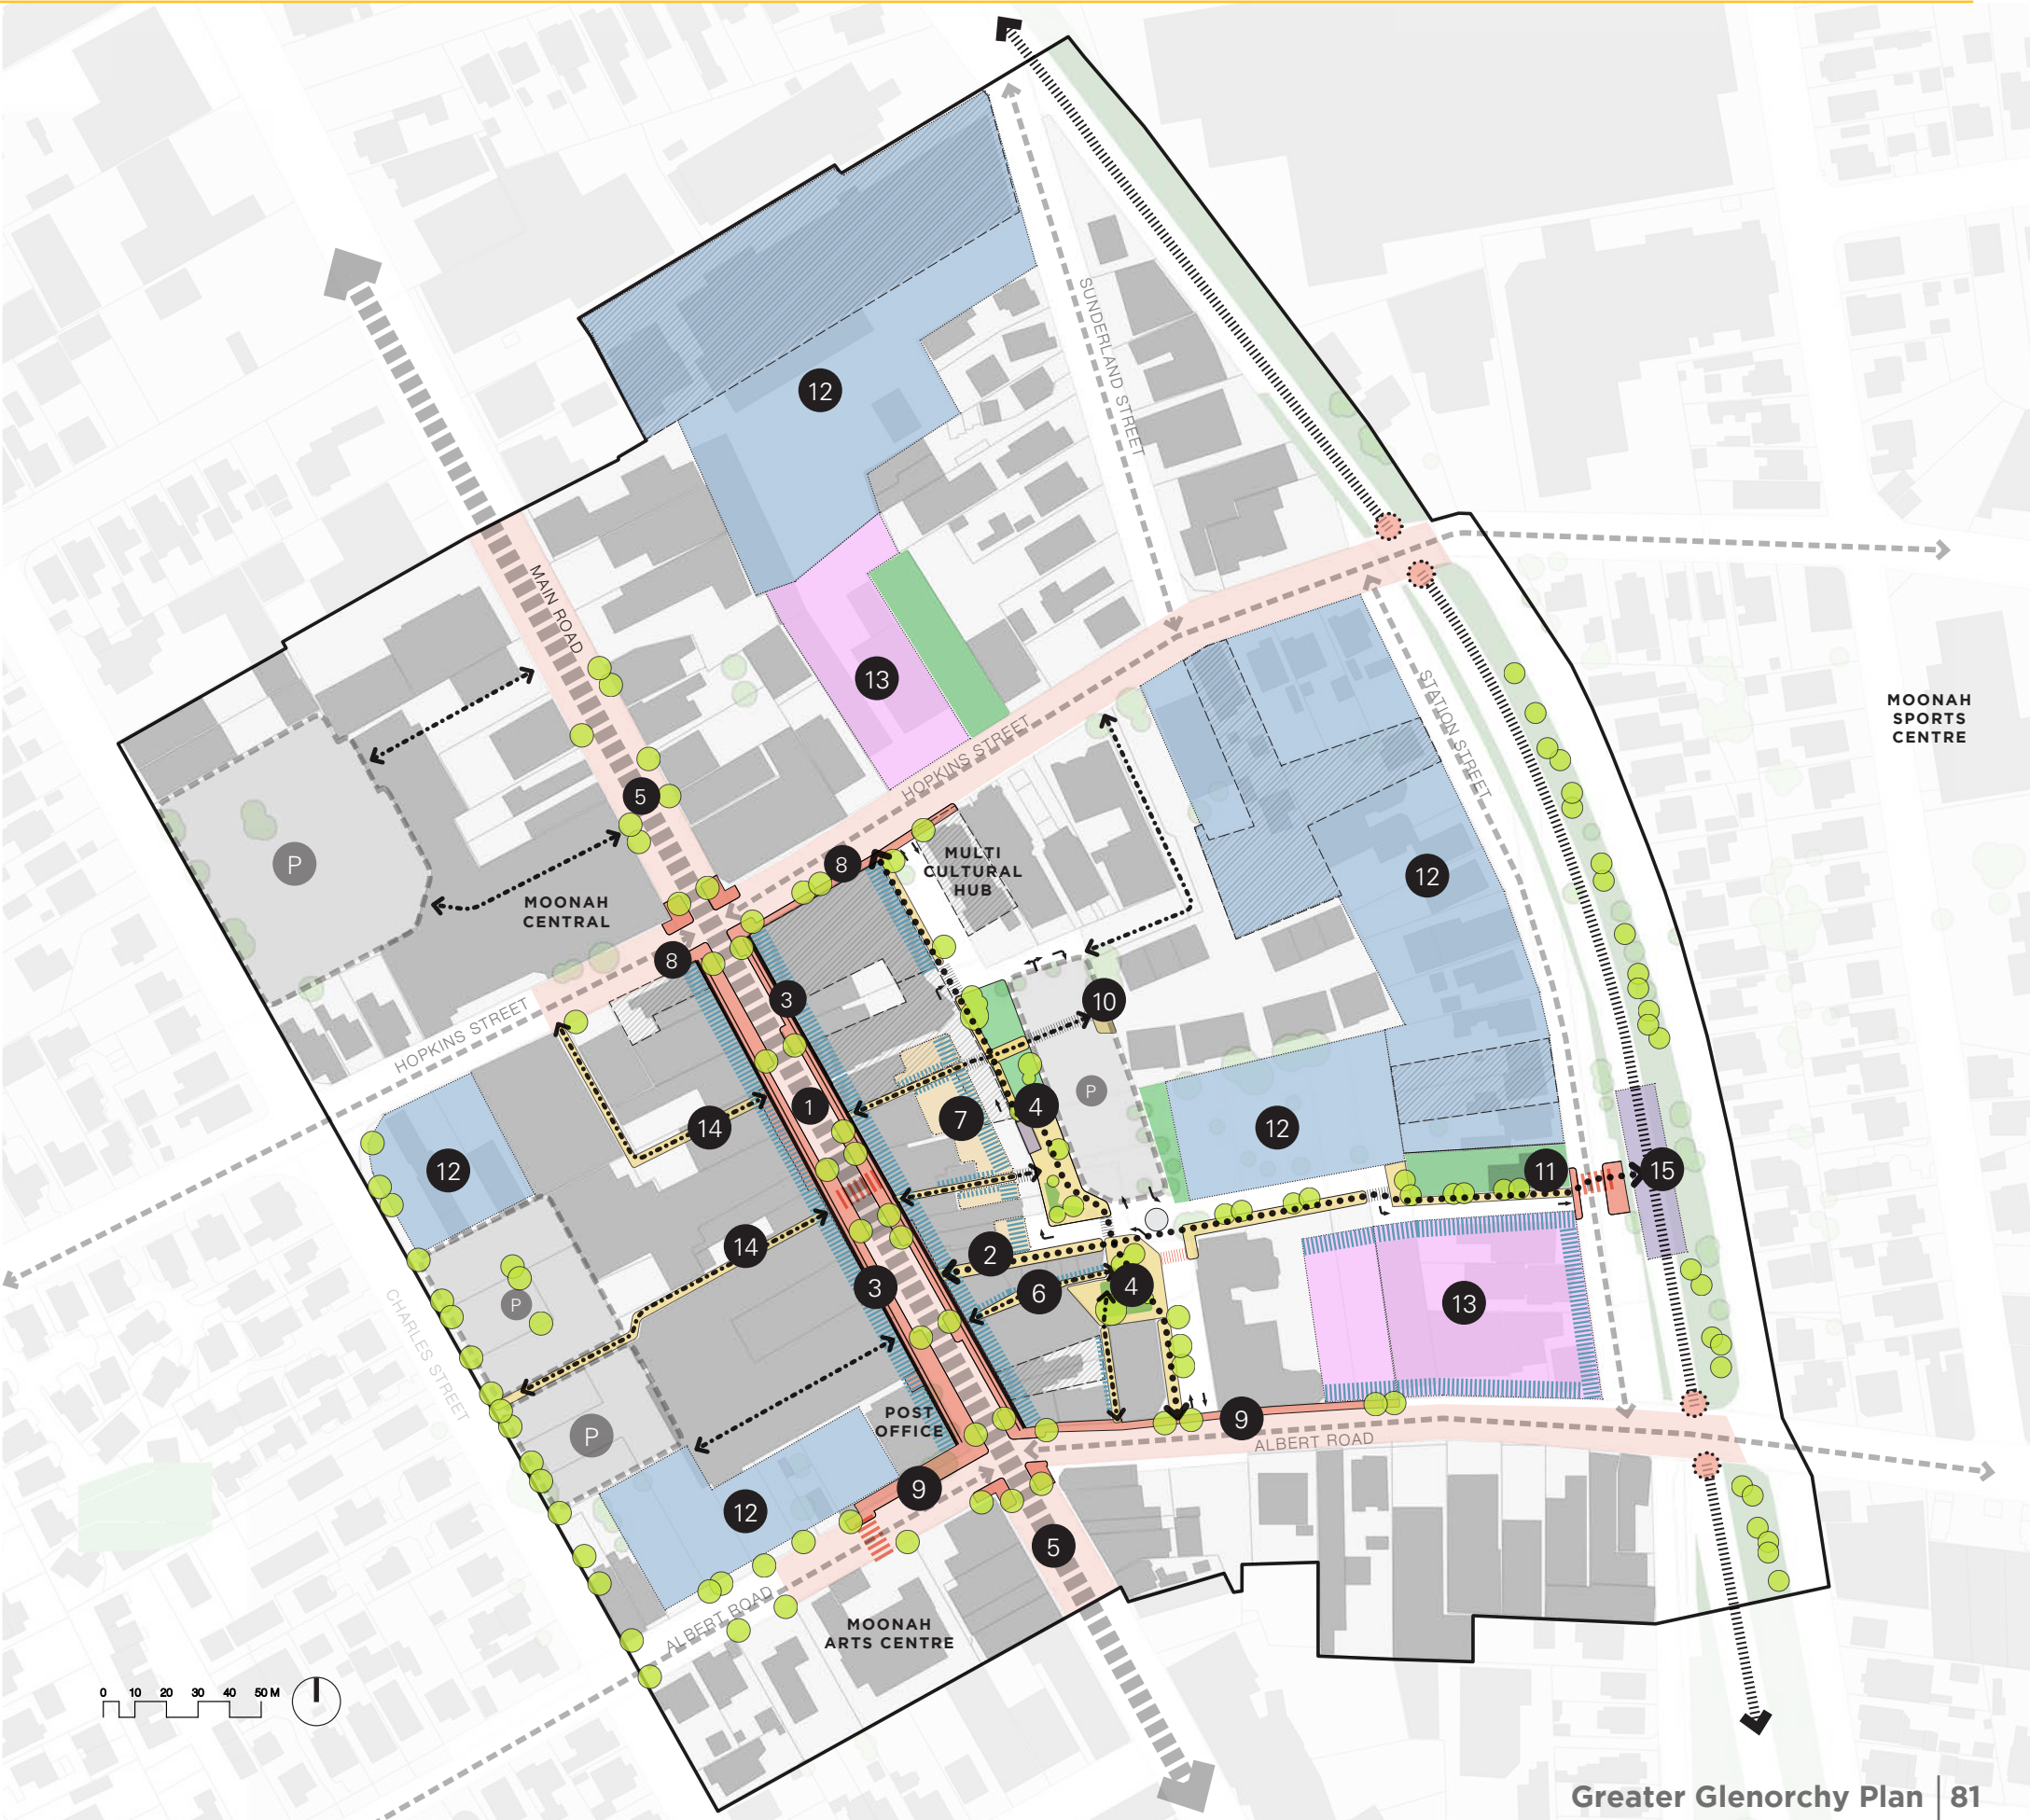 SUNDERLAND STREET
12
MAIN ROAD
13
STATION STREET
MOONAH
SPORTS
CENTRE
HOPKINS STREET
5
P
8
MULTI
CULTURAL
HUB
12
MOONAH
CENTRAL
8
3
10
HOPKINS STREET
P
1
4
7
14
12
12
11
15
14
2
3
6
4
13
P
CHARLES STREET
POST
OFFICE
9
ALBERT ROAD
P
9
12
5
ALBERT ROAD
MOONAH
ARTS CENTRE
0 10 20 30 40 50 M
Greater Glenorchy Plan | 81